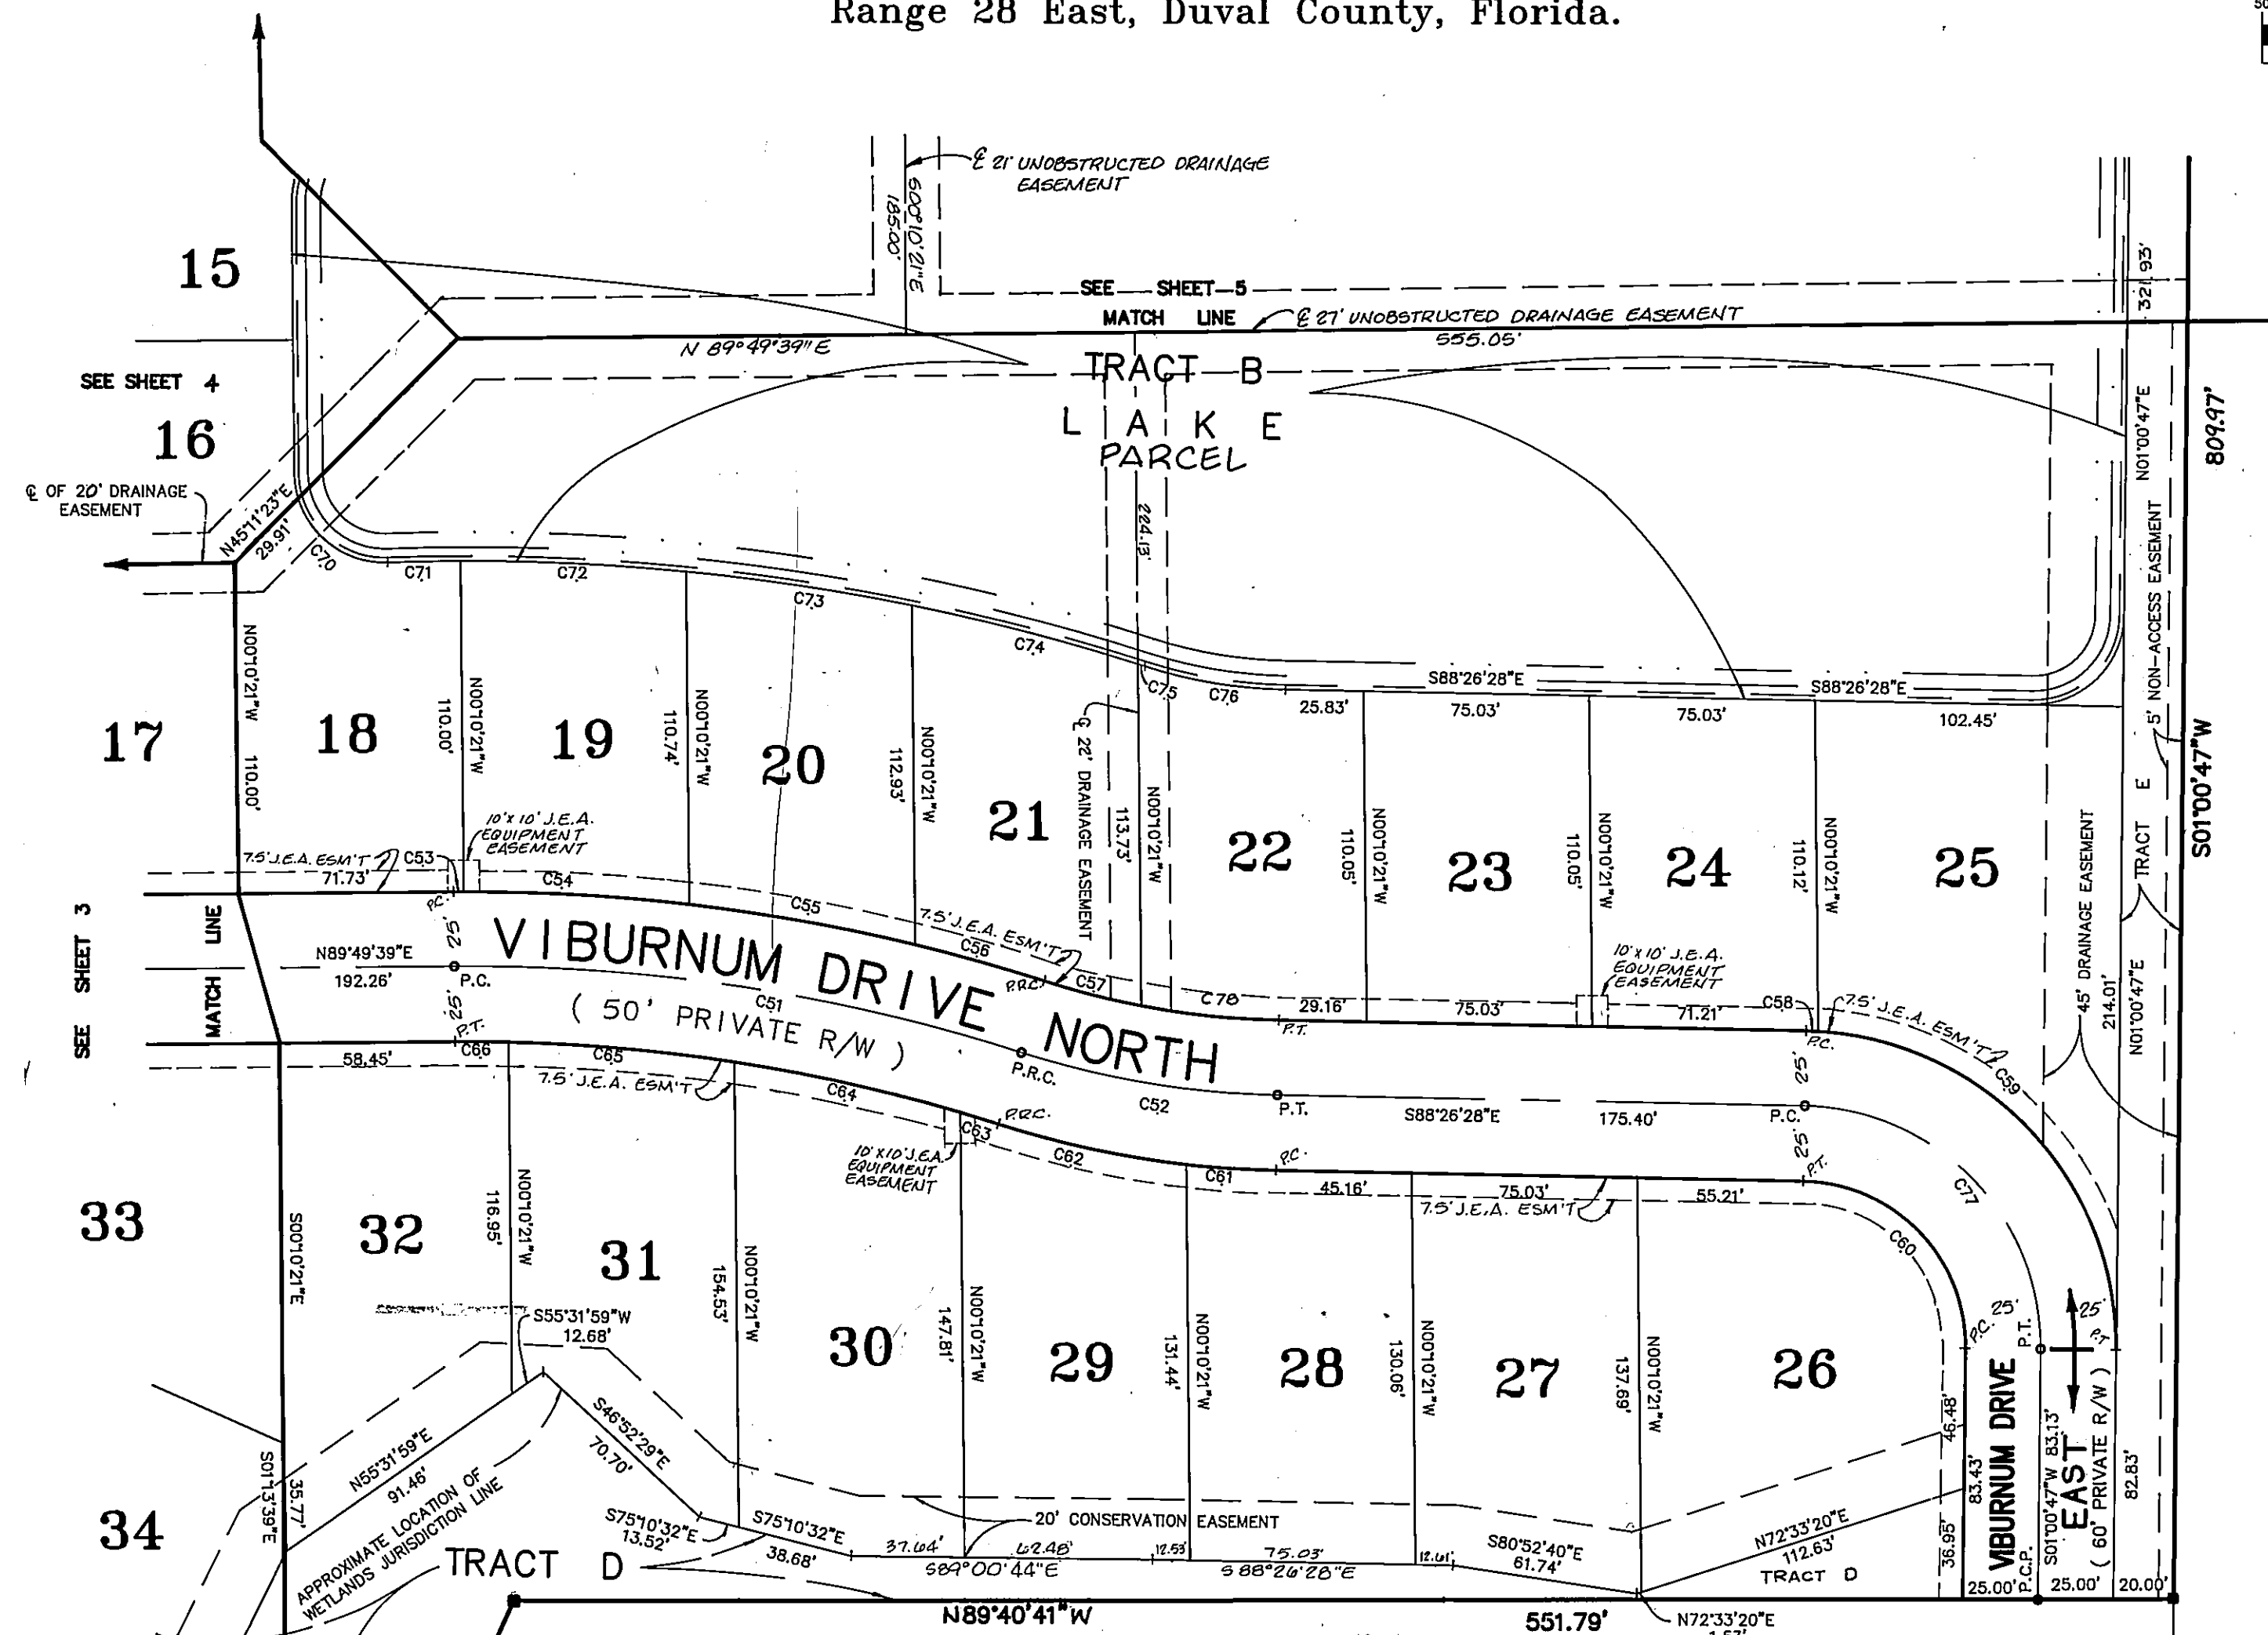 Range 28 East, Duval County, Florida.
50
℄ 21' UNOBSTRUCTED DRAINAGE
EASEMENT
S00°10'21"E
185.00'
15
SEE SHEET 5
MATCH LINE
℄ 27' UNOBSTRUCTED DRAINAGE EASEMENT
N 89°49'39"E
555.05'
321.93'
SEE SHEET 4
16
TRACT B
LAKE
PARCEL
N01°00'47"E
809.97'
℄ OF 20' DRAINAGE
EASEMENT
N45°11'23"E
29.91'
C70
C71
C72
C73
C74
C75
C76
224.13'
5' NON-ACCESS EASEMENT
S88°26'28"E
S88°26'28"E
25.83'
75.03'
75.03'
102.45'
N00°10'21"W 110.00'
17
18
110.00'
N00°10'21"W
19
110.74'
N00°10'21"W
20
112.93'
N00°10'21"W
21
℄ 22' DRAINAGE EASEMENT
113.73'
N00°10'21"W
22
110.05'
N00°10'21"W
23
110.05'
N00°10'21"W
24
110.12'
N00°10'21"W
25
TRACT E
S01°00'47"W
45' DRAINAGE EASEMENT
TRACT E
214.01'
N01°00'47"E
10' x 10' J.E.A.
EQUIPMENT
EASEMENT
7.5' J.E.A. ESM'T
C53
71.73'
C54
C55
7.5' J.E.A. ESM'T
C56
C57
P.R.C.
C78
29.16'
P.T.
75.03'
10' x 10' J.E.A.
EQUIPMENT
EASEMENT
71.21'
C58
7.5' J.E.A. ESM'T
P.C.
C59
SEE SHEET 3
MATCH LINE
P.C.
25'
N89°49'39"E
192.26'
P.C.
25'
P.T.
VIBURNUM DRIVE NORTH
( 50' PRIVATE R/W )
C51
P.R.C.
C52
P.T.
S88°26'28"E
175.40'
P.C.
25'
25'
P.T.
C77
58.45'
C66
C65
7.5' J.E.A. ESM'T
C64
C63
P.R.C.
10' X 10' J.E.A.
EQUIPMENT
EASEMENT
C62
C61
P.C.
45.16'
75.03'
7.5' J.E.A. ESM'T
55.21'
C60
33
S00°10'21"E
32
116.95'
N00°10'21"W
31
154.53'
N00°10'21"W
30
147.81'
N00°10'21"W
29
131.44'
N00°10'21"W
28
130.06'
N00°10'21"W
27
137.69'
N00°10'21"W
26
P.C.
25'
P.T.
25'
P.T.
S55°31'59"W
12.68'
N55°31'59"E
91.46'
S46°52'29"E
70.70'
S01°13'39"E
35.77'
34
APPROXIMATE LOCATION OF
WETLANDS JURISDICTION LINE
S75°10'32"E
13.52'
S75°10'32"E
38.68'
TRACT D
20' CONSERVATION EASEMENT
37.64'
62.48'
S89°00'44"E
12.53'
75.03'
S88°26'28"E
12.61'
S80°52'40"E
61.74'
N72°33'20"E
112.63'
TRACT D
46.48'
83.43'
36.95'
VIBURNUM DRIVE
EAST
( 60' PRIVATE R/W )
S01°00'47"W 83.13'
P.C.P.
82.83'
25.00'
25.00'
20.00'
N89°40'41"W
551.79'
N72°33'20"E